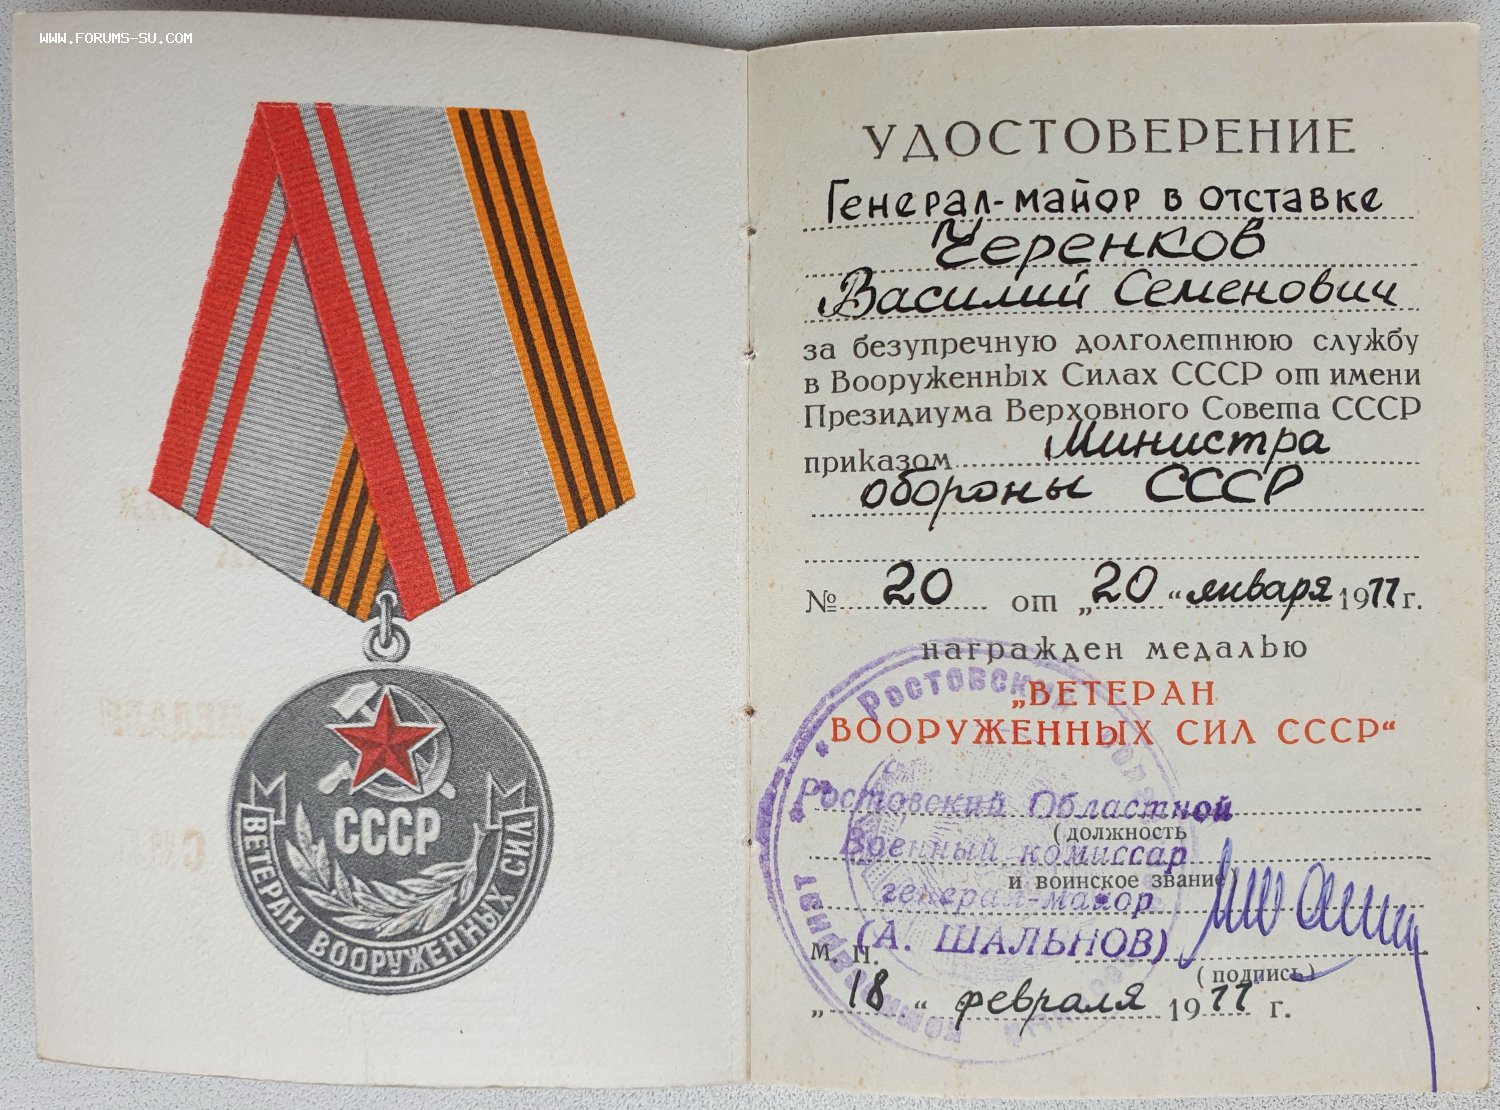 WWW.FORUMS-SU.COM
СССР
ВЕТЕРАН ВООРУЖЕННЫХ СИЛ
УДОСТОВЕРЕНИЕ
Генерал-майор в отставке
Черенков
Василий Семенович
за безупречную долголетнюю службу
в Вооруженных Силах СССР от имени
Президиума Верховного Совета СССР
приказом Министра
обороны СССР
№ 20 от „20“ января 1977 г.
награжден медалью
„ВЕТЕРАН
ВООРУЖЕННЫХ СИЛ СССР“
Ростовский Областной
(должность
Военный комиссар
и воинское звание)
генерал-майор
(А. ШАЛЬНОВ)
М. П.
(подпись)
„18“ февраля 1977 г.